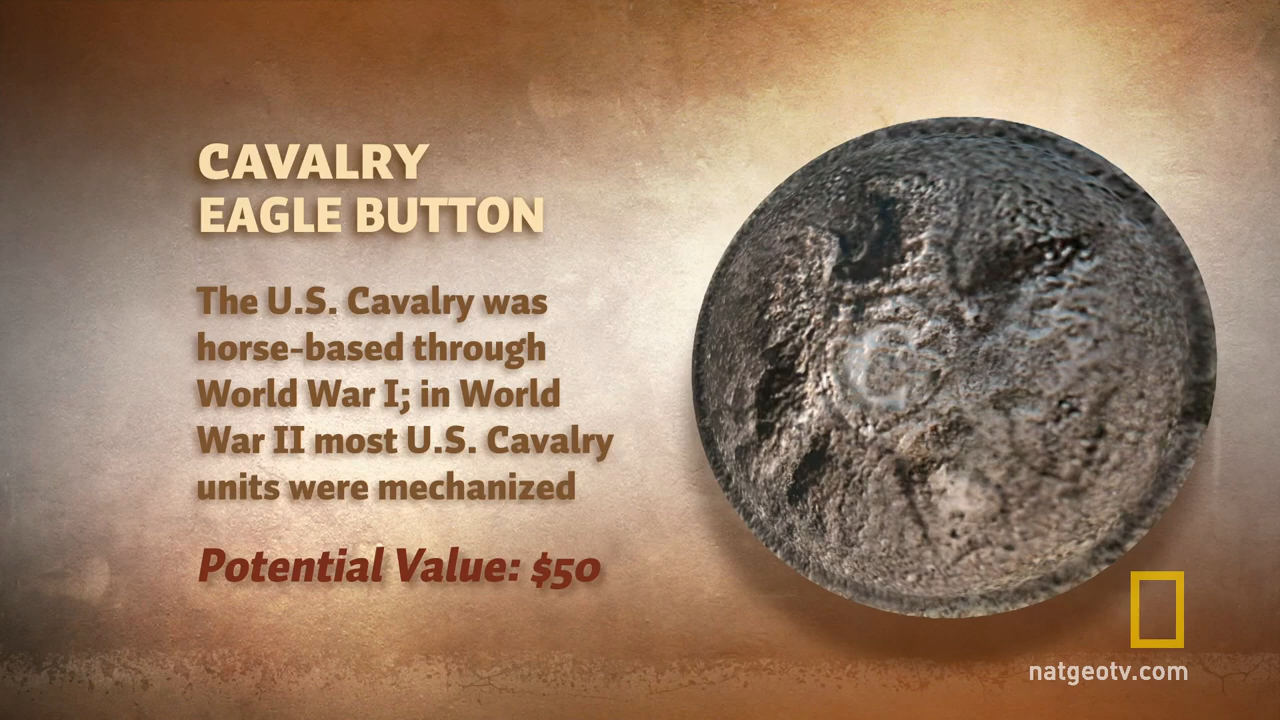 CAVALRY
EAGLE BUTTON
The U.S. Cavalry was
horse-based through
World War I; in World
War II most U.S. Cavalry
units were mechanized
Potential Value: $50
natgeotv.com